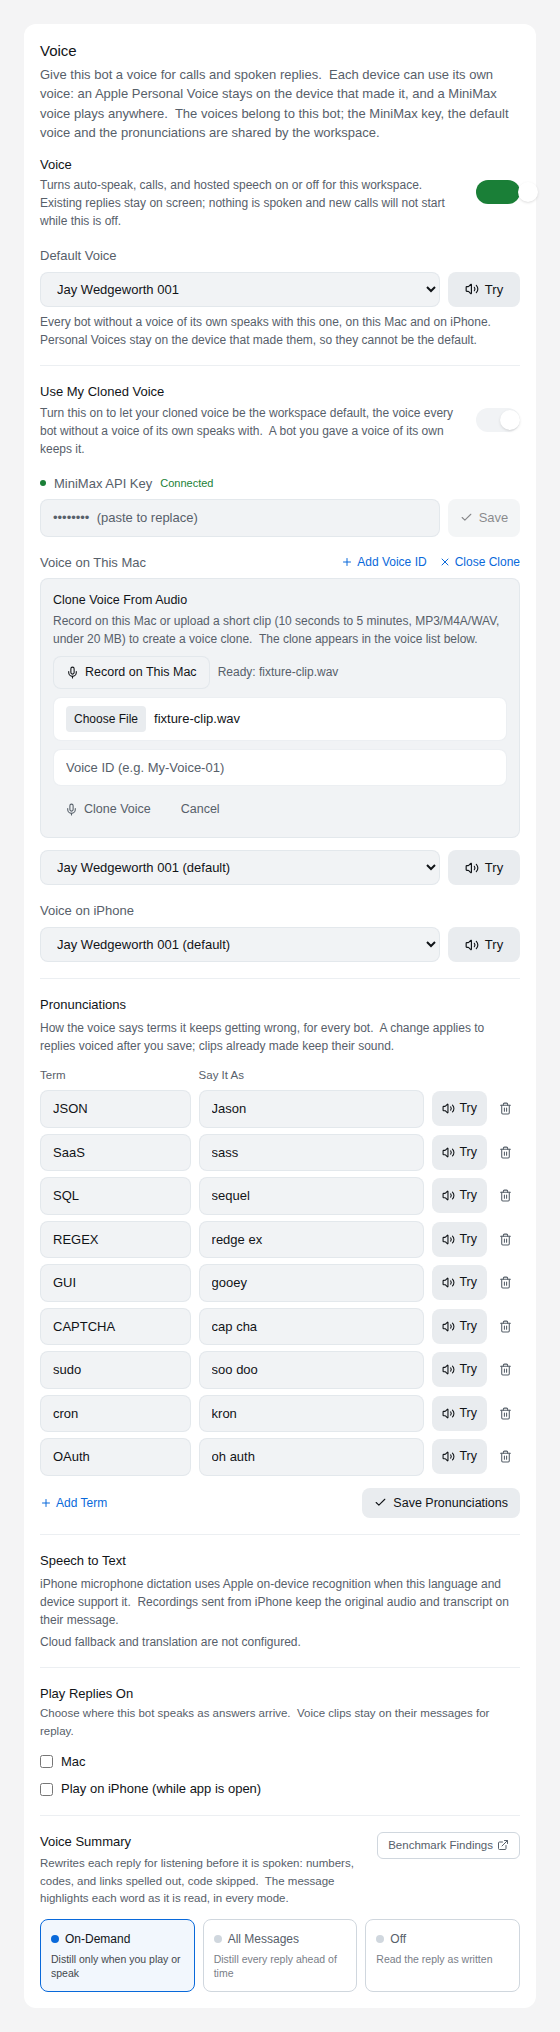 Voice
Give this bot a voice for calls and spoken replies.  Each device can use its own
voice: an Apple Personal Voice stays on the device that made it, and a MiniMax
voice plays anywhere.  The voices belong to this bot; the MiniMax key, the default
voice and the pronunciations are shared by the workspace.
Voice
Turns auto-speak, calls, and hosted speech on or off for this workspace.
Existing replies stay on screen; nothing is spoken and new calls will not start
while this is off.
Default Voice
Jay Wedgeworth 001
Try
Every bot without a voice of its own speaks with this one, on this Mac and on iPhone.
Personal Voices stay on the device that made them, so they cannot be the default.
Use My Cloned Voice
Turn this on to let your cloned voice be the workspace default, the voice every
bot without a voice of its own speaks with.  A bot you gave a voice of its own
keeps it.
MiniMax API Key Connected
•••••••• (paste to replace)
Save
Voice on This Mac
Add Voice ID
Close Clone
Clone Voice From Audio
Record on this Mac or upload a short clip (10 seconds to 5 minutes, MP3/M4A/WAV,
under 20 MB) to create a voice clone.  The clone appears in the voice list below.
Record on This Mac
Ready: fixture-clip.wav
Choose File fixture-clip.wav
Voice ID (e.g. My-Voice-01)
Clone Voice
Cancel
Jay Wedgeworth 001 (default)
Try
Voice on iPhone
Jay Wedgeworth 001 (default)
Try
Pronunciations
How the voice says terms it keeps getting wrong, for every bot.  A change applies to
replies voiced after you save; clips already made keep their sound.
Term Say It As
JSON Jason Try
SaaS sass Try
SQL sequel Try
REGEX redge ex Try
GUI gooey Try
CAPTCHA cap cha Try
sudo soo doo Try
cron kron Try
OAuth oh auth Try
Add Term
Save Pronunciations
Speech to Text
iPhone microphone dictation uses Apple on-device recognition when this language and
device support it.  Recordings sent from iPhone keep the original audio and transcript on
their message.
Cloud fallback and translation are not configured.
Play Replies On
Choose where this bot speaks as answers arrive.  Voice clips stay on their messages for
replay.
Mac
Play on iPhone (while app is open)
Voice Summary
Benchmark Findings
Rewrites each reply for listening before it is spoken: numbers,
codes, and links spelled out, code skipped.  The message
highlights each word as it is read, in every mode.
On-Demand
Distill only when you play or
speak
All Messages
Distill every reply ahead of
time
Off
Read the reply as written